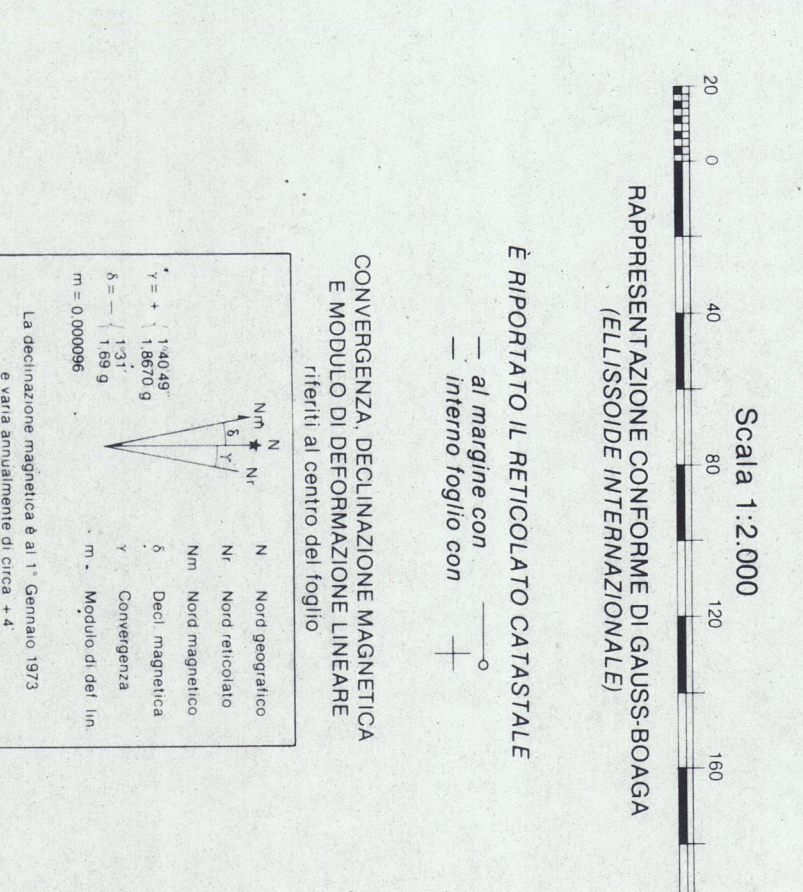 Scala 1:2.000
20 0 40 80 120 160
RAPPRESENTAZIONE CONFORME DI GAUSS-BOAGA
(ELLISSOIDE INTERNAZIONALE)
È RIPORTATO IL RETICOLATO CATASTALE
— al margine con
— interno foglio con
CONVERGENZA, DECLINAZIONE MAGNETICA
E MODULO DI DEFORMAZIONE LINEARE
riferiti al centro del foglio
N
Nm Nr
δ γ
γ = + { 1°40'49"
1,8670 g
δ = — { 1°31'
1,69 g
m = 0,000096
N Nord geografico
Nr Nord reticolato
Nm Nord magnetico
δ Decl. magnetica
γ Convergenza
m Modulo di def. lin.
La declinazione magnetica è al 1° Gennaio 1973
e varia annualmente di circa + 4'